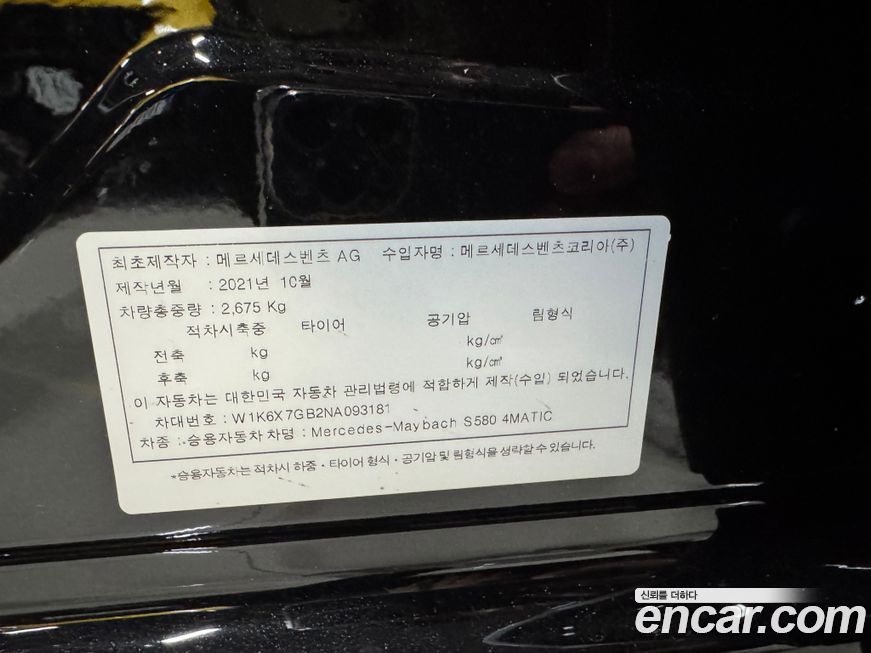 최초제작자 : 메르세데스벤츠 AG 수입자명 : 메르세데스벤츠코리아(주)
제작년월 : 2021년 10월
차량총중량 : 2,675 Kg
적차시축중 타이어 공기압 림형식
전축 kg kg/㎠
후축 kg kg/㎠
이 자동차는 대한민국 자동차 관리법령에 적합하게 제작(수입) 되었습니다.
차대번호 : W1K6X7GB2NA093181
차종 : 승용자동차 차명 : Mercedes-Maybach S580 4MATIC
*승용자동차는 적차시 하중·타이어 형식·공기압 및 림형식을 생략할 수 있습니다.
신뢰를 더하다
encar.com